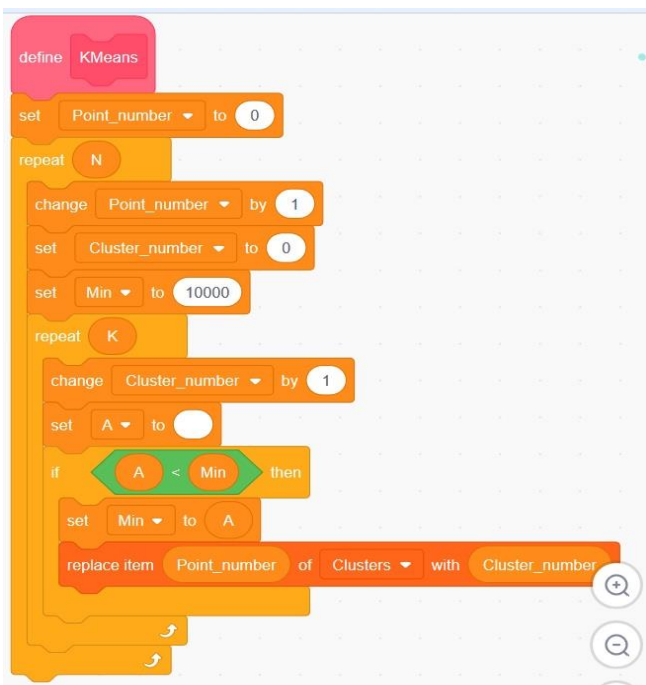 define KMeans
set Point_number to 0
repeat N
change Point_number by 1
set Cluster_number to 0
set Min to 10000
repeat K
change Cluster_number by 1
set A to
if A < Min then
set Min to A
replace item Point_number of Clusters with Cluster_number